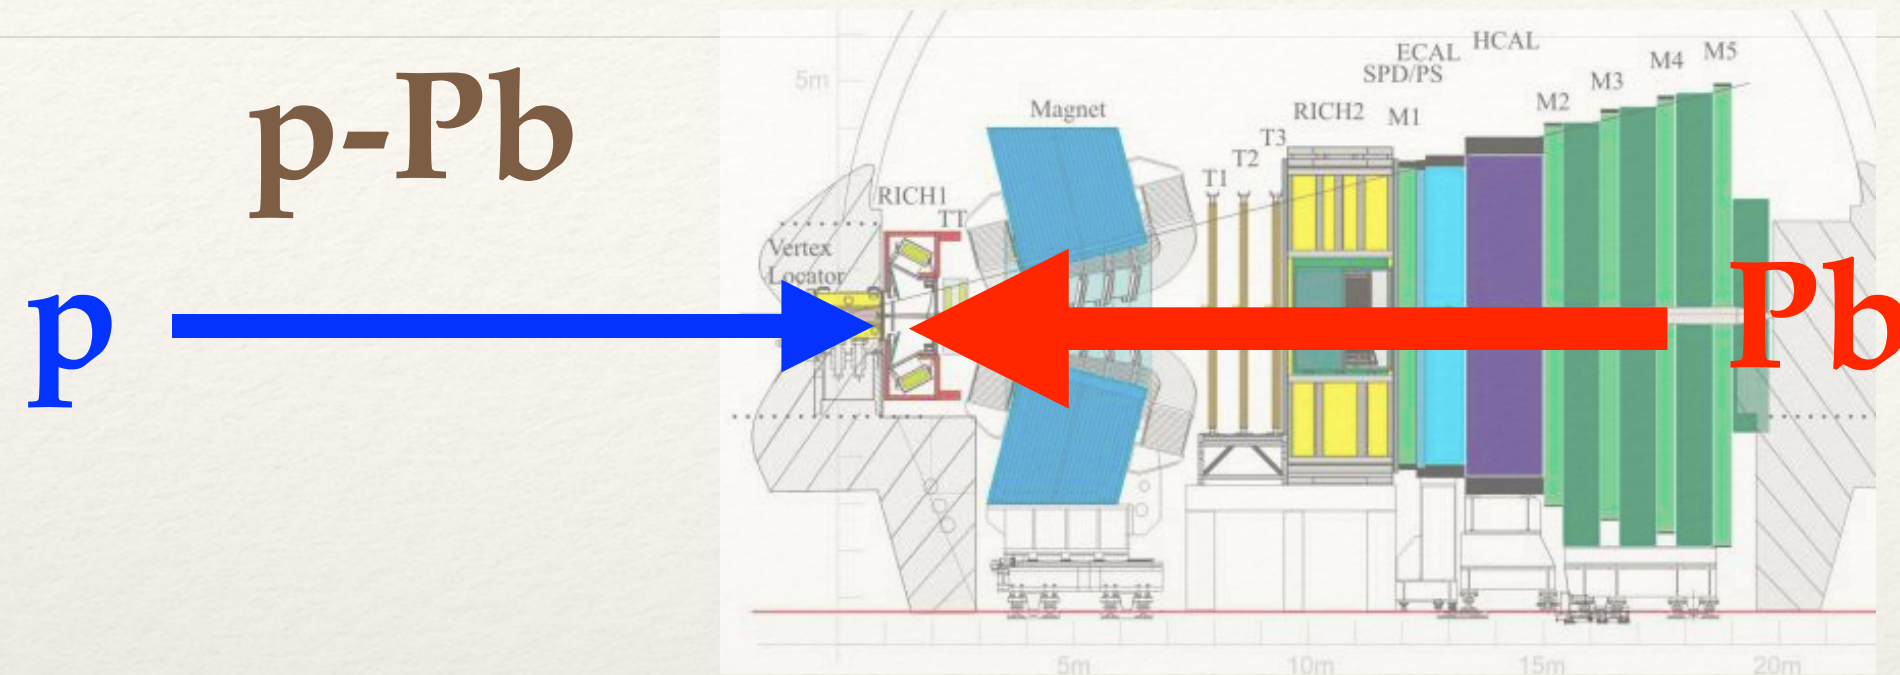 p-Pb
p
Pb
5m
Vertex
Locator
RICH1
TT
Magnet
T1
T2
T3
RICH2
M1
SPD/PS
ECAL
HCAL
M2
M3
M4
M5
5m
10m
15m
20m